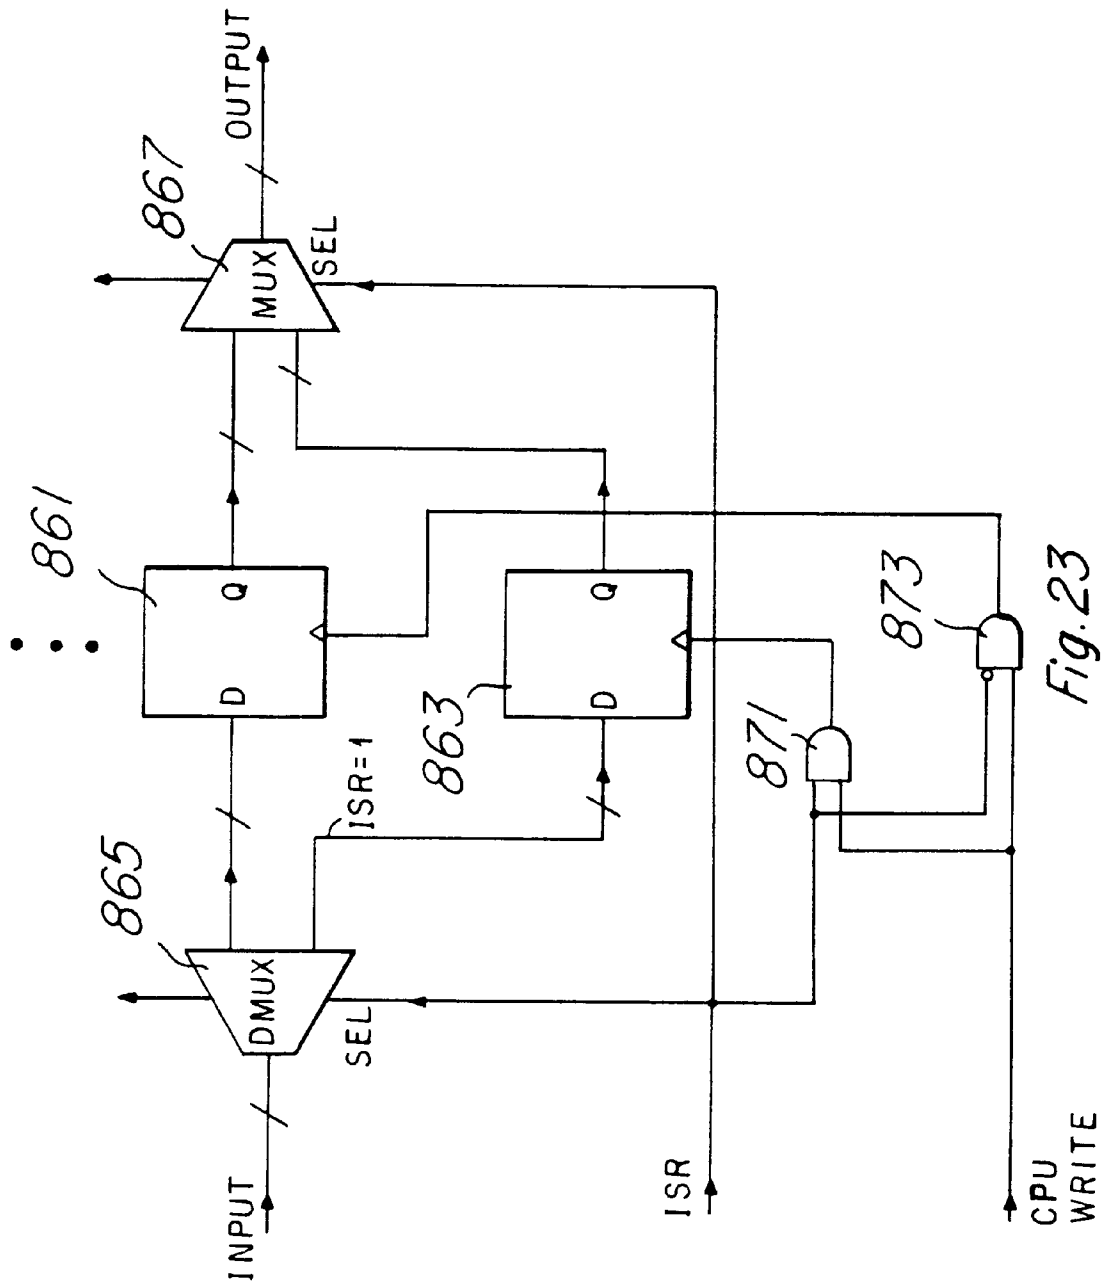 865
861
867
INPUT
DMUX
SEL
D
Q
MUX
SEL
OUTPUT
ISR=1
863
D
Q
ISR
871
873
CPU
WRITE
Fig.23